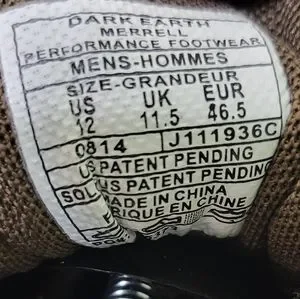 DARK EARTH
MERRELL
PERFORMANCE FOOTWEAR
MENS-HOMMES
SIZE-GRANDEUR
US UK EUR
12 11.5 46.5
0814 J111936C
US PATENT PENDING
US PATENT PENDING
MADE IN CHINA
FABRIQUE EN CHINE